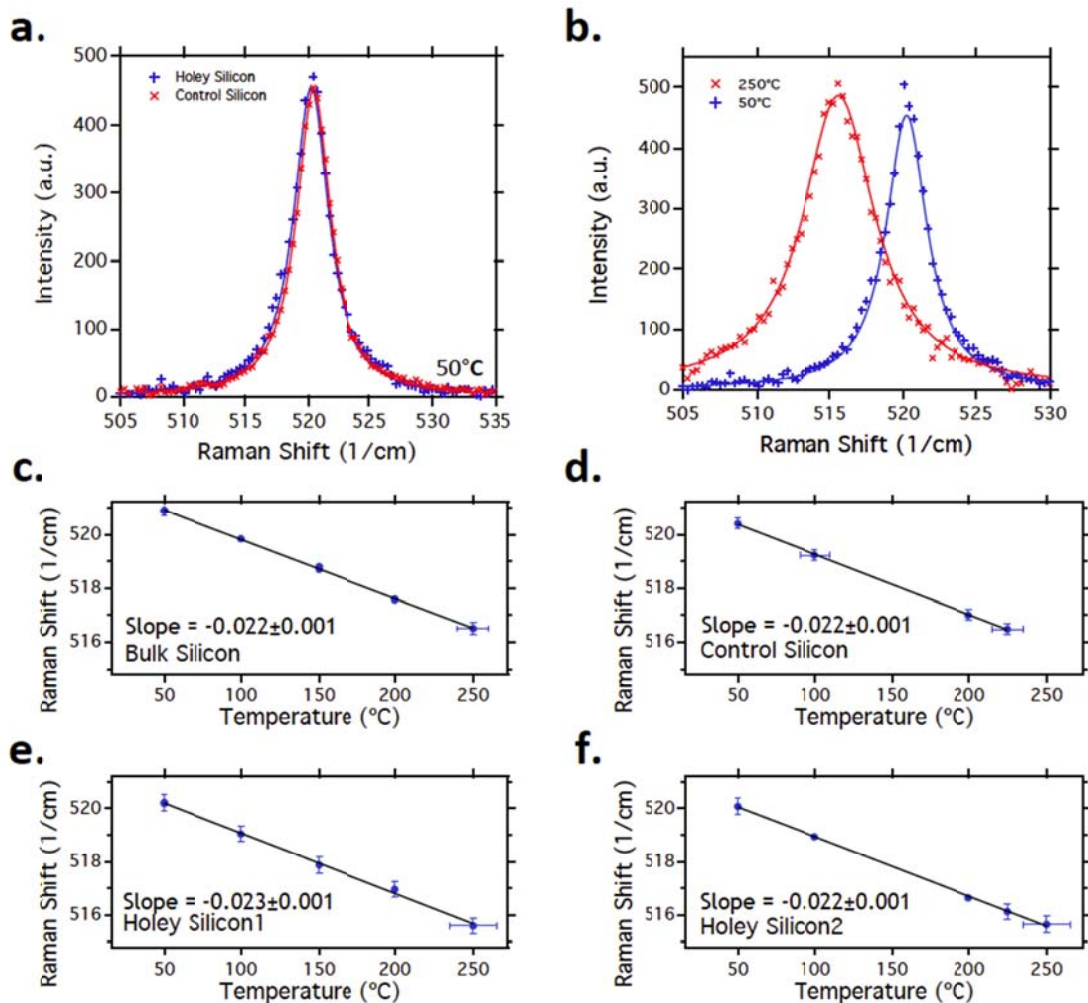 a.
500
400
300
200
100
0
Intensity (a.u.)
Holey Silicon
Control Silicon
50°C
505 510 515 520 525 530 535
Raman Shift (1/cm)
b.
500
400
300
200
100
0
Intensity (a.u.)
250°C
50°C
505 510 515 520 525 530
Raman Shift (1/cm)
c.
Raman Shift (1/cm)
520
518
516
Slope = -0.022±0.001
Bulk Silicon
50 100 150 200 250
Temperature (ºC)
d.
Raman Shift (1/cm)
520
518
516
Slope = -0.022±0.001
Control Silicon
50 100 200 250
Temperature (ºC)
e.
Raman Shift (1/cm)
520
518
516
Slope = -0.023±0.001
Holey Silicon1
50 100 150 200 250
Temperature (ºC)
f.
Raman Shift (1/cm)
520
518
516
Slope = -0.022±0.001
Holey Silicon2
50 100 200 250
Temperature (ºC)